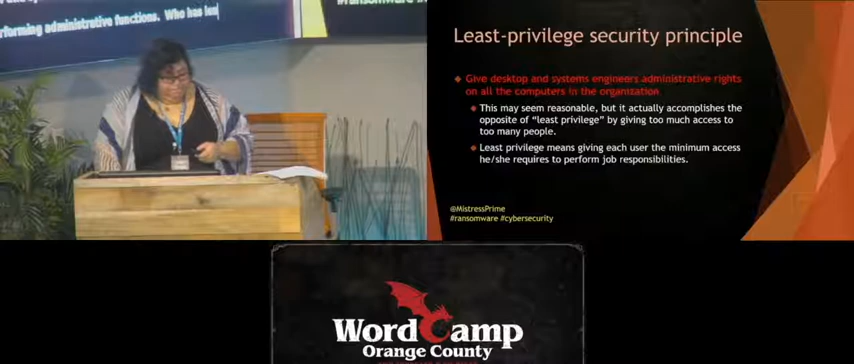 rforming administrative functions. Who has lea
Least-privilege security principle
Give desktop and systems engineers administrative rights
on all the computers in the organization
This may seem reasonable, but it actually accomplishes the
opposite of “least privilege” by giving too much access to
too many people.
Least privilege means giving each user the minimum access
he/she requires to perform job responsibilities.
@MistressPrime
#ransomware #cybersecurity
WordCamp
Orange County